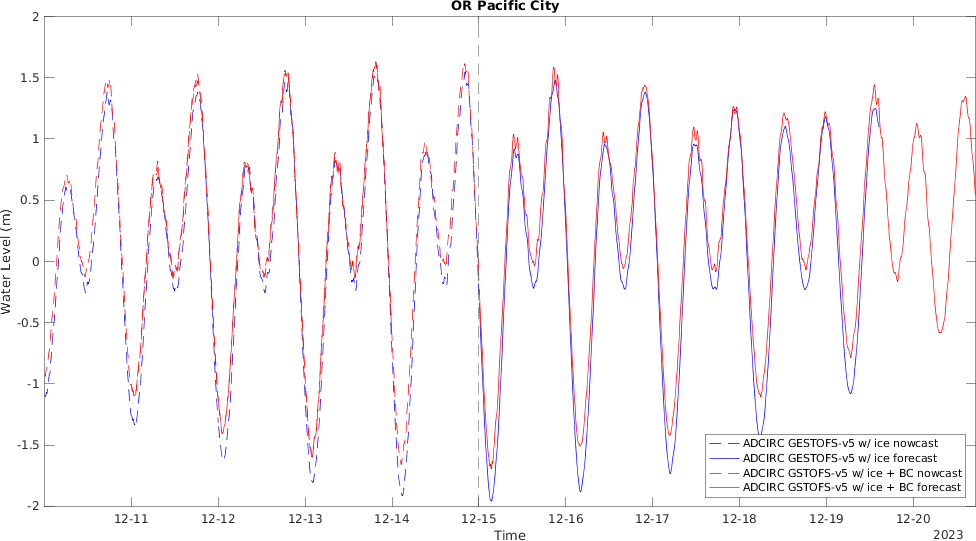 OR Pacific City
2
1.5
1
0.5
0
-0.5
-1
-1.5
-2
Water Level (m)
ADCIRC GESTOFS-v5 w/ ice nowcast
ADCIRC GESTOFS-v5 w/ ice forecast
ADCIRC GSTOFS-v5 w/ ice + BC nowcast
ADCIRC GSTOFS-v5 w/ ice + BC forecast
12-11 12-12 12-13 12-14 12-15 12-16 12-17 12-18 12-19 12-20
Time
2023